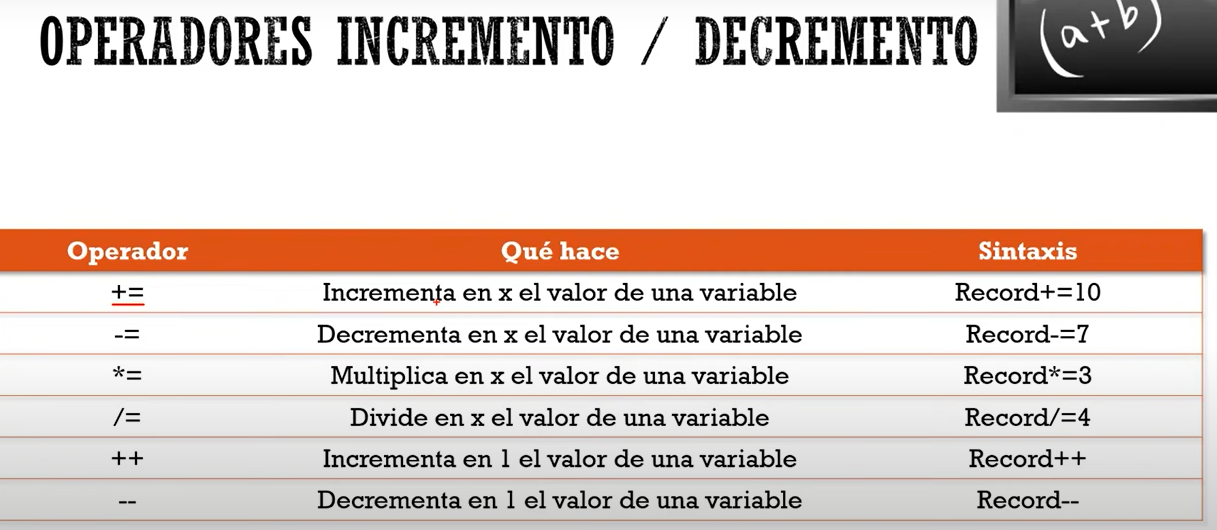 OPERADORES INCREMENTO / DECREMENTO
(a+b)
Operador Qué hace Sintaxis
+= Incrementa en x el valor de una variable Record+=10
-= Decrementa en x el valor de una variable Record-=7
*= Multiplica en x el valor de una variable Record*=3
/= Divide en x el valor de una variable Record/=4
++ Incrementa en 1 el valor de una variable Record++
-- Decrementa en 1 el valor de una variable Record--